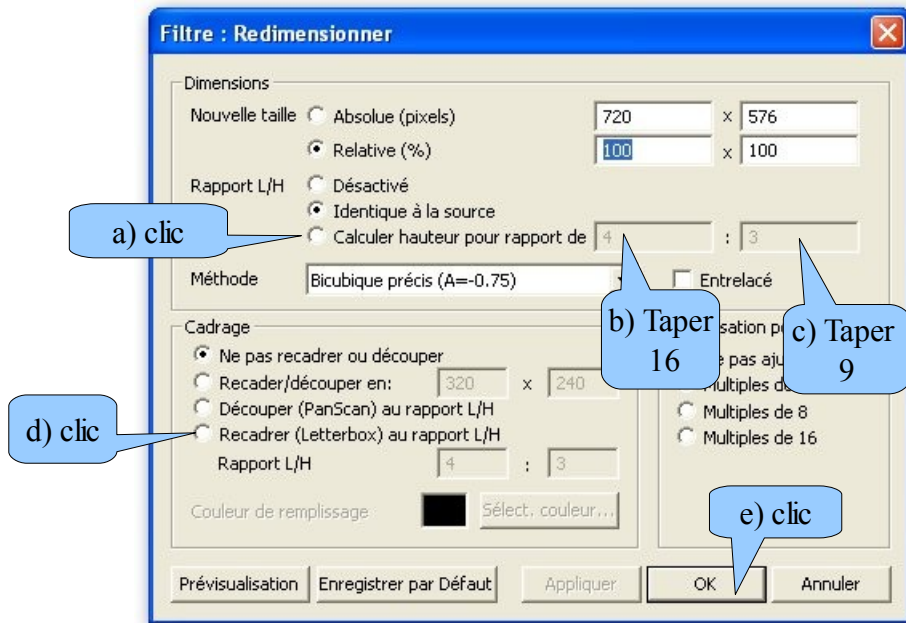 Filtre : Redimensionner
Dimensions
Nouvelle taille Absolue (pixels) 720 x 576
Relative (%) 100 x 100
Rapport L/H Désactivé
Identique à la source
a) clic
Calculer hauteur pour rapport de 4 : 3
Méthode Bicubique précis (A=-0.75) Entrelacé
b) Taper
16
c) Taper
9
Cadrage
Ne pas recadrer ou découper
Recader/découper en: 320 x 240
Multiples de
Découper (PanScan) au rapport L/H
Multiples de 8
d) clic
Recadrer (Letterbox) au rapport L/H
Multiples de 16
Rapport L/H 4 : 3
Couleur de remplissage Sélect. couleur...
e) clic
Prévisualisation Enregistrer par Défaut Appliquer OK Annuler